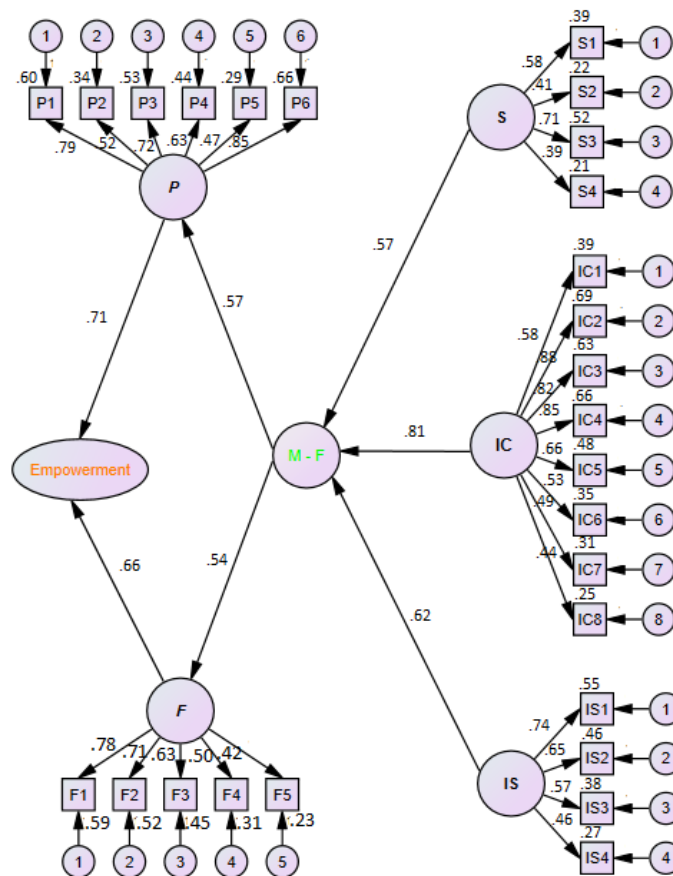 1 2 3 4 5 6
.60 .34 .53 .44 .29 .66
P1 P2 P3 P4 P5 P6
.79 .52 .72 .63 .47 .85
P
.39
S1 1
.58
.22
.41
S2 2
S
.52
.71
S3 3
.39
.21
S4 4
.57
.57
.71
.39
IC1 1
.58
.69
IC2 2
.88
.63
IC3 3
.82
.66
.85
IC4 4
.81
IC
.48
.66
IC5 5
.53
.35
IC6 6
.49
.31
IC7 7
.44
.25
IC8 8
M - F
Empowerment
.66
.54
.62
.55
IS1 1
.74
.46
.65
IS2 2
IS
.38
.57
IS3 3
.46
.27
IS4 4
F
.78 .71 .63 .50 .42
F1 F2 F3 F4 F5
.59 .52 .45 .31 .23
1 2 3 4 5